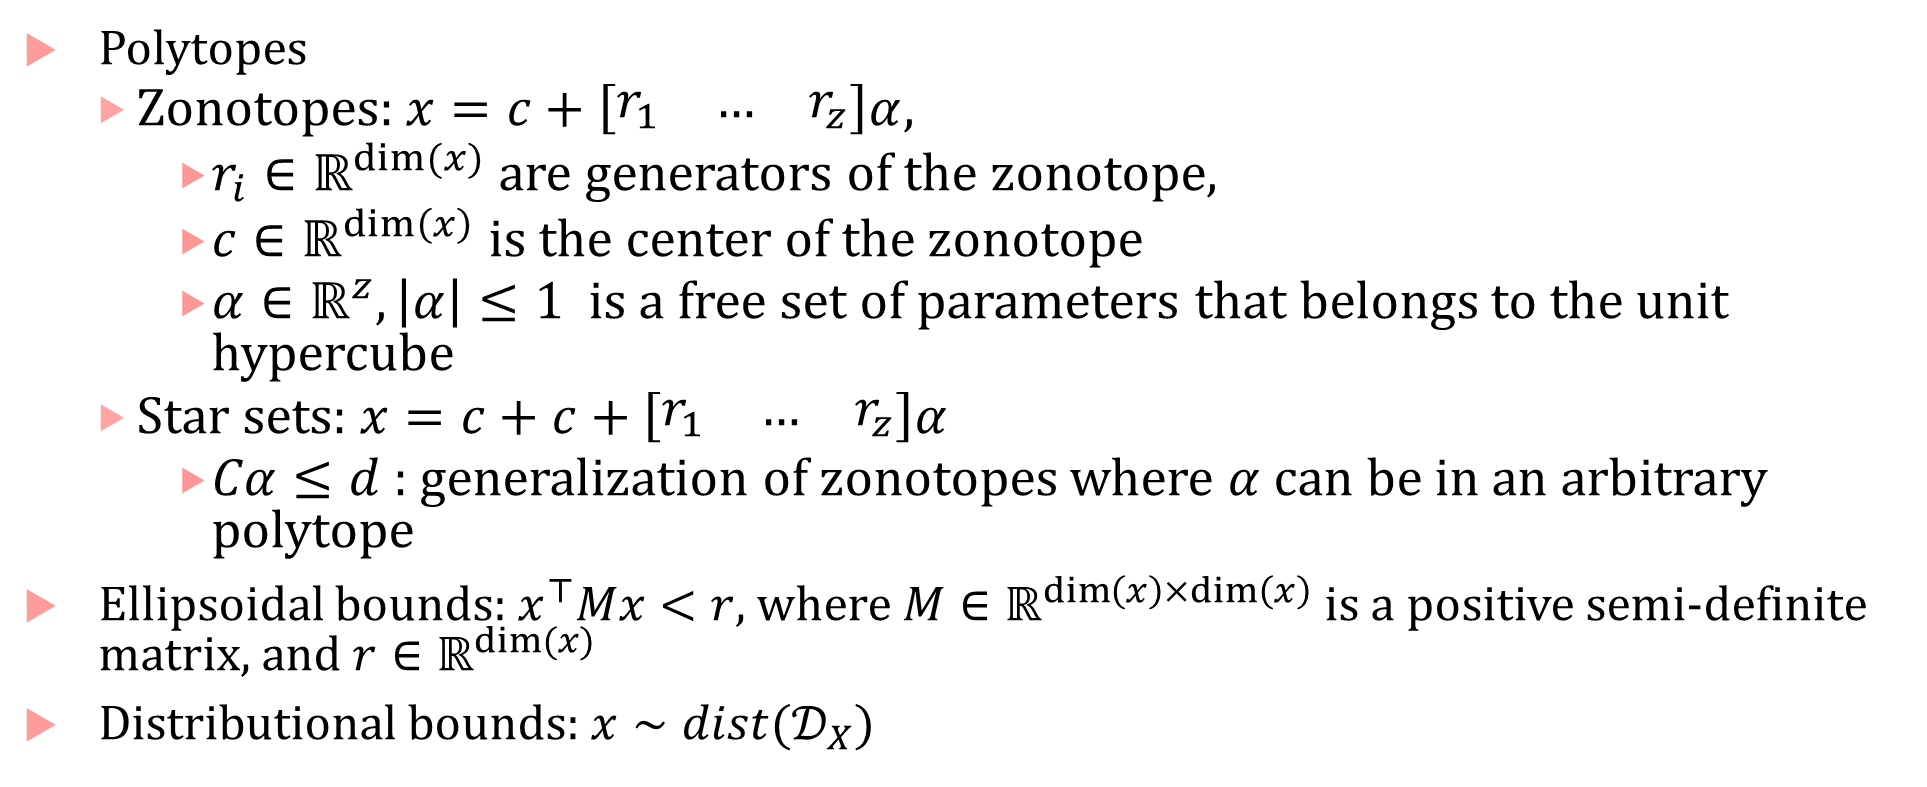 Polytopes
Zonotopes: x = c + [r₁ … r_z]α,
rᵢ ∈ ℝ^dim(x) are generators of the zonotope,
c ∈ ℝ^dim(x) is the center of the zonotope
α ∈ ℝ^z, |α| ≤ 1 is a free set of parameters that belongs to the unit
hypercube
Star sets: x = c + c + [r₁ … r_z]α
Cα ≤ d : generalization of zonotopes where α can be in an arbitrary
polytope
Ellipsoidal bounds: x^⊤Mx < r, where M ∈ ℝ^dim(x)×dim(x) is a positive semi-definite
matrix, and r ∈ ℝ^dim(x)
Distributional bounds: x ~ dist(𝒟_X)